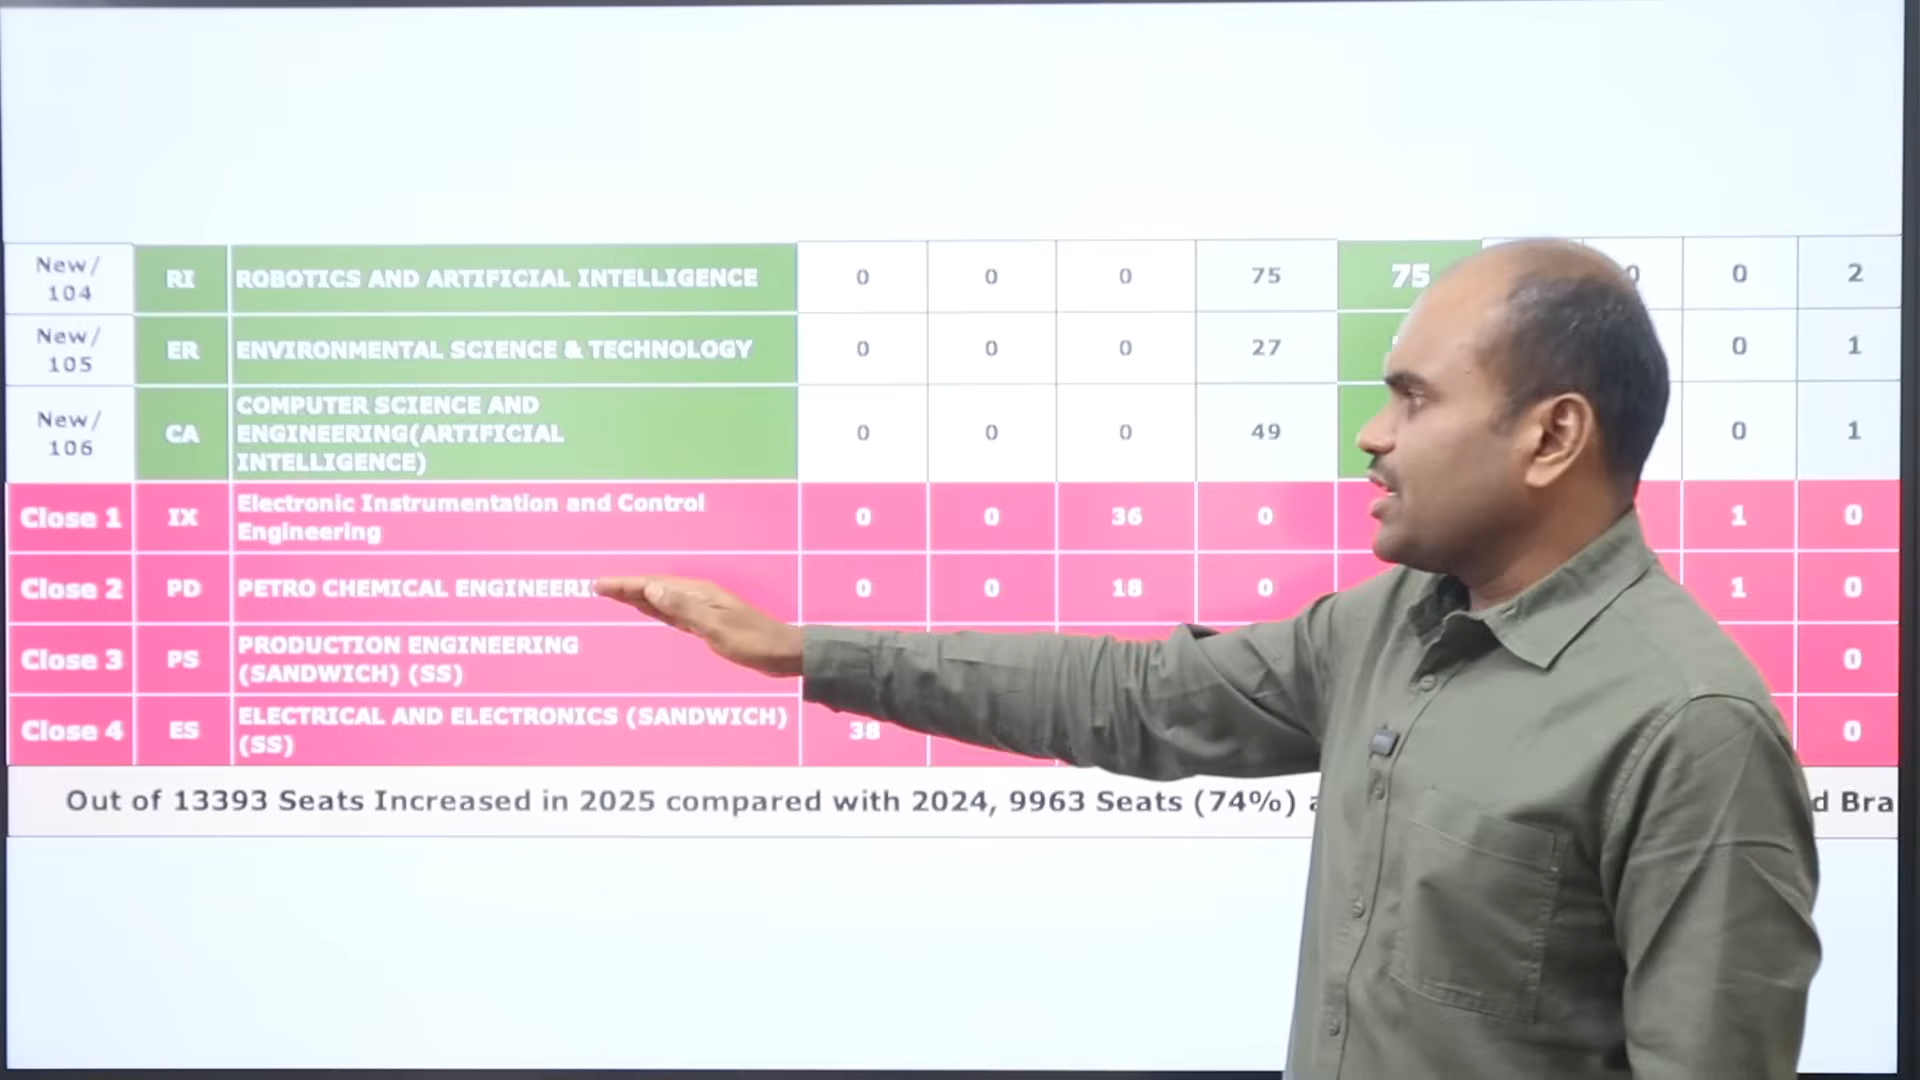 New/ 104 RI ROBOTICS AND ARTIFICIAL INTELLIGENCE 0 0 0 75 75 0 0 2
New/ 105 ER ENVIRONMENTAL SCIENCE & TECHNOLOGY 0 0 0 27 0 1
New/ 106 CA COMPUTER SCIENCE AND ENGINEERING(ARTIFICIAL INTELLIGENCE) 0 0 0 49 0 1
Close 1 IX Electronic Instrumentation and Control Engineering 0 0 36 0 1 0
Close 2 PD PETRO CHEMICAL 0 0 18 0 1 0
Close 3 PS PRODUCTION ENGINEERING (SANDWICH) (SS) 0
Close 4 ES ELECTRICAL AND ELECTRONICS (SANDWICH) (SS) 38 0
Out of 13393 Seats Increased in 2025 compared with 2024, 9963 Seats (74%)